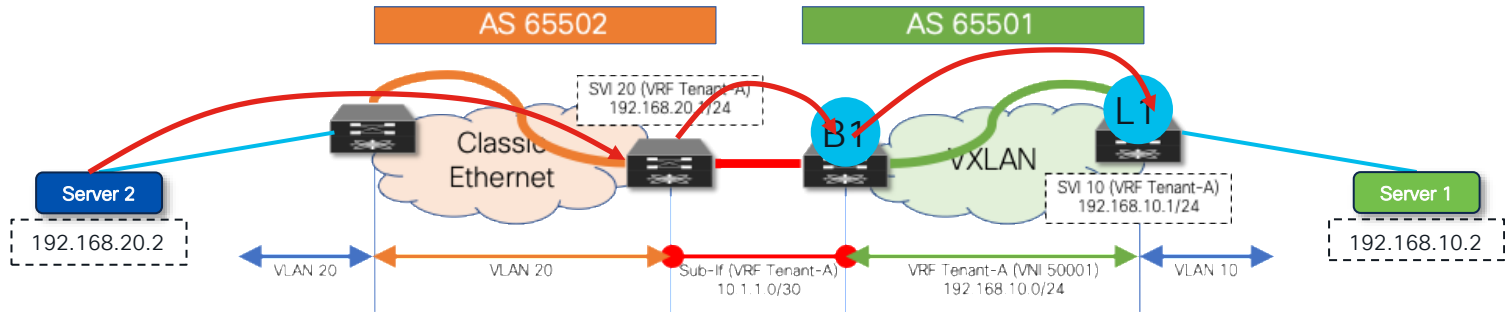 AS 65502
AS 65501
SVI 20 (VRF Tenant-A)
192.168.20.1/24
B1
L1
Classic
Ethernet
VXLAN
Server 2
192.168.20.2
SVI 10 (VRF Tenant-A)
192.168.10.1/24
Server 1
192.168.10.2
VLAN 20
VLAN 20
Sub-If (VRF Tenant-A)
10.1.1.0/30
VRF Tenant-A (VNI 50001)
192.168.10.0/24
VLAN 10